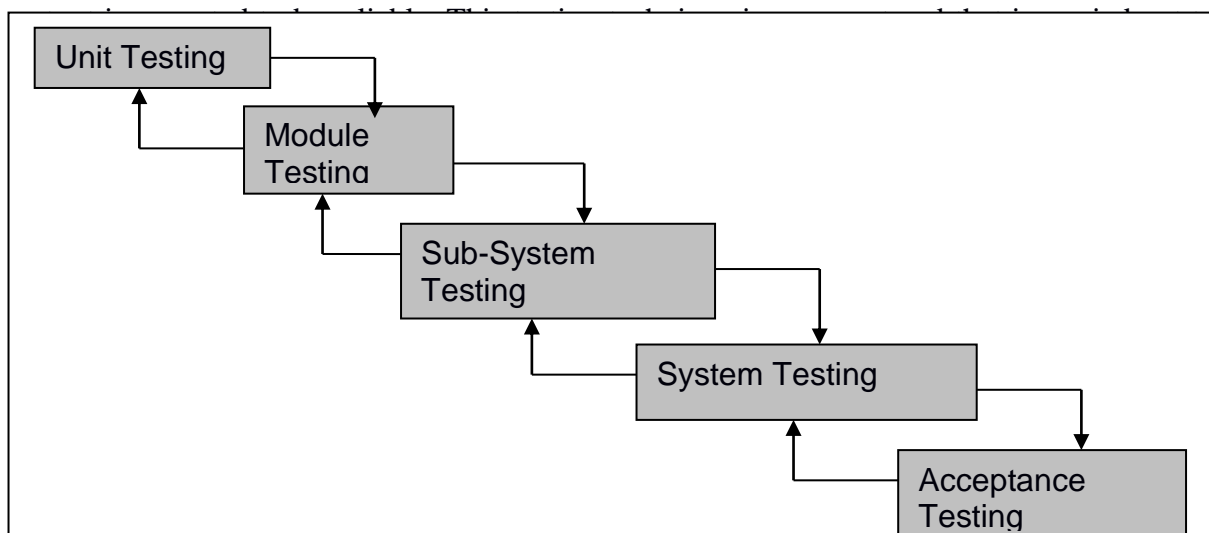 Unit Testing
Module
Testing
Sub-System
Testing
System Testing
Acceptance
Testing